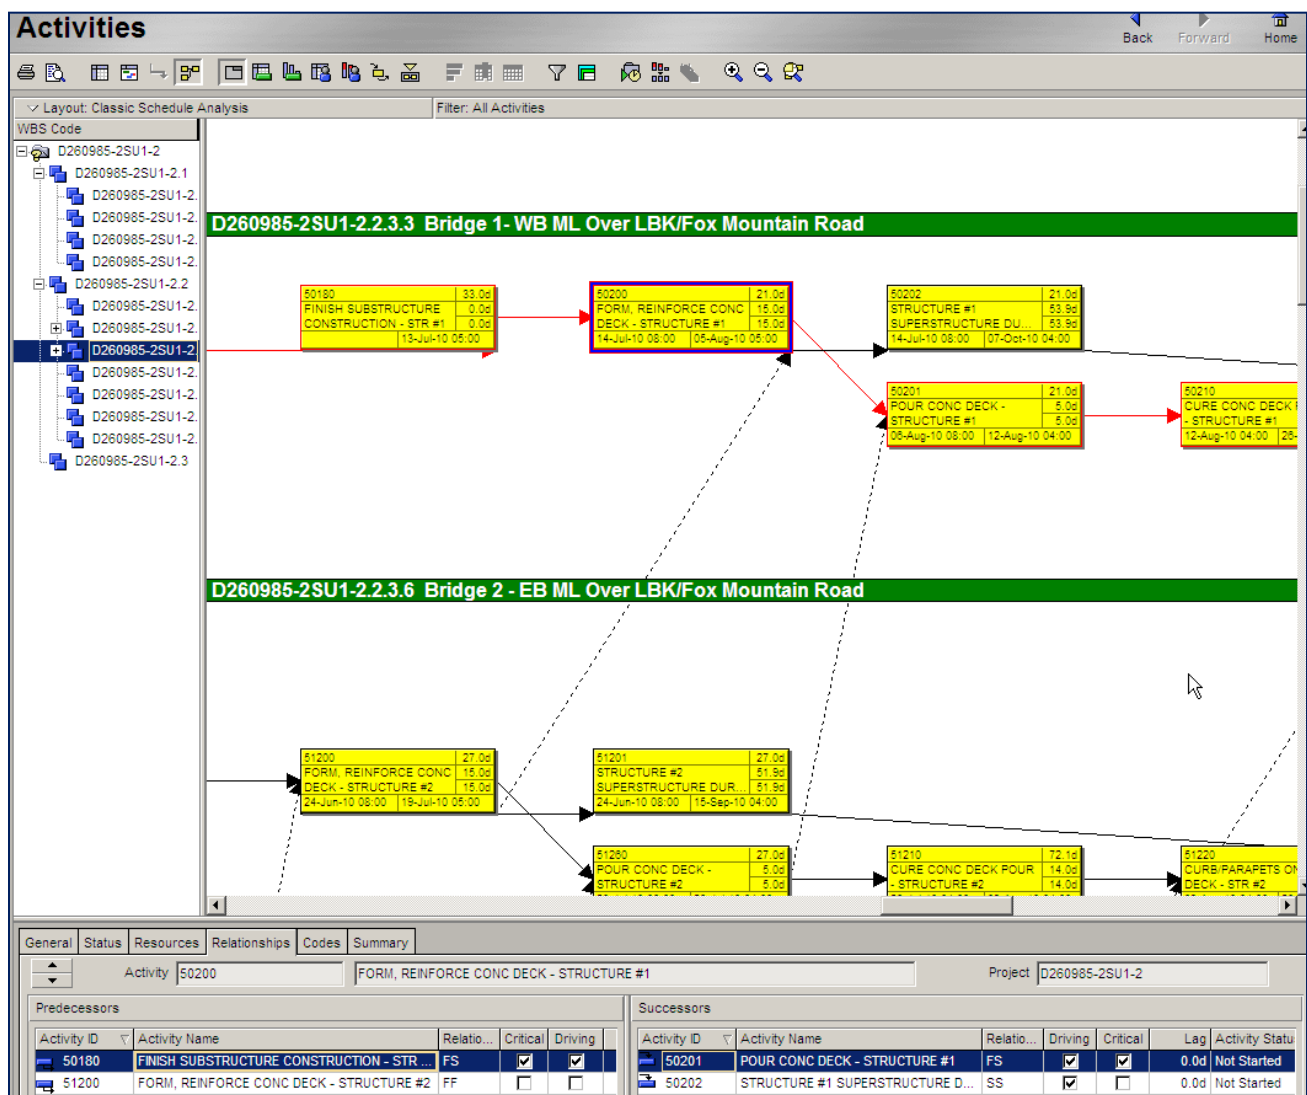 Activities
Back Forward Home
Layout: Classic Schedule Analysis Filter: All Activities
WBS Code
D260985-2SU1-2
D260985-2SU1-2.1
D260985-2SU1-2.
D260985-2SU1-2.
D260985-2SU1-2.
D260985-2SU1-2.
D260985-2SU1-2.2
D260985-2SU1-2.
D260985-2SU1-2.
D260985-2SU1-2
D260985-2SU1-2.
D260985-2SU1-2.
D260985-2SU1-2.
D260985-2SU1-2.
D260985-2SU1-2.3
D260985-2SU1-2.2.3.3 Bridge 1- WB ML Over LBK/Fox Mountain Road
50180 33.0d
FINISH SUBSTRUCTURE 0.0d
CONSTRUCTION - STR #1 0.0d
13-Jul-10 05:00
50200 21.0d
FORM, REINFORCE CONC 15.0d
DECK - STRUCTURE #1 15.0d
14-Jul-10 08:00 05-Aug-10 05:00
50202 21.0d
STRUCTURE #1 53.9d
SUPERSTRUCTURE DU... 53.9d
14-Jul-10 08:00 07-Oct-10 04:00
50201 21.0d
POUR CONC DECK - 5.0d
STRUCTURE #1 5.0d
06-Aug-10 08:00 12-Aug-10 04:00
50210
CURE CONC DECK
- STRUCTURE #1
12-Aug-10 04:00
D260985-2SU1-2.2.3.6 Bridge 2 - EB ML Over LBK/Fox Mountain Road
51200 27.0d
FORM, REINFORCE CONC 15.0d
DECK - STRUCTURE #2 15.0d
24-Jun-10 08:00 19-Jul-10 05:00
51201 27.0d
STRUCTURE #2 51.9d
SUPERSTRUCTURE DUR... 51.9d
24-Jun-10 08:00 15-Sep-10 04:00
51260 27.0d
POUR CONC DECK - 5.0d
STRUCTURE #2 5.0d
51210 72.1d
CURE CONC DECK POUR 14.0d
- STRUCTURE #2 14.0d
51220
CURB/PARAPETS ON
DECK - STR #2
General Status Resources Relationships Codes Summary
Activity 50200 FORM, REINFORCE CONC DECK - STRUCTURE #1 Project D260985-2SU1-2
Predecessors Successors
Activity ID Activity Name Relatio... Critical Driving Activity ID Activity Name Relatio... Driving Critical Lag Activity Statu
50180 FINISH SUBSTRUCTURE CONSTRUCTION - STR ... FS 50201 POUR CONC DECK - STRUCTURE #1 FS 0.0d Not Started
51200 FORM, REINFORCE CONC DECK - STRUCTURE #2 FF 50202 STRUCTURE #1 SUPERSTRUCTURE D... SS 0.0d Not Started